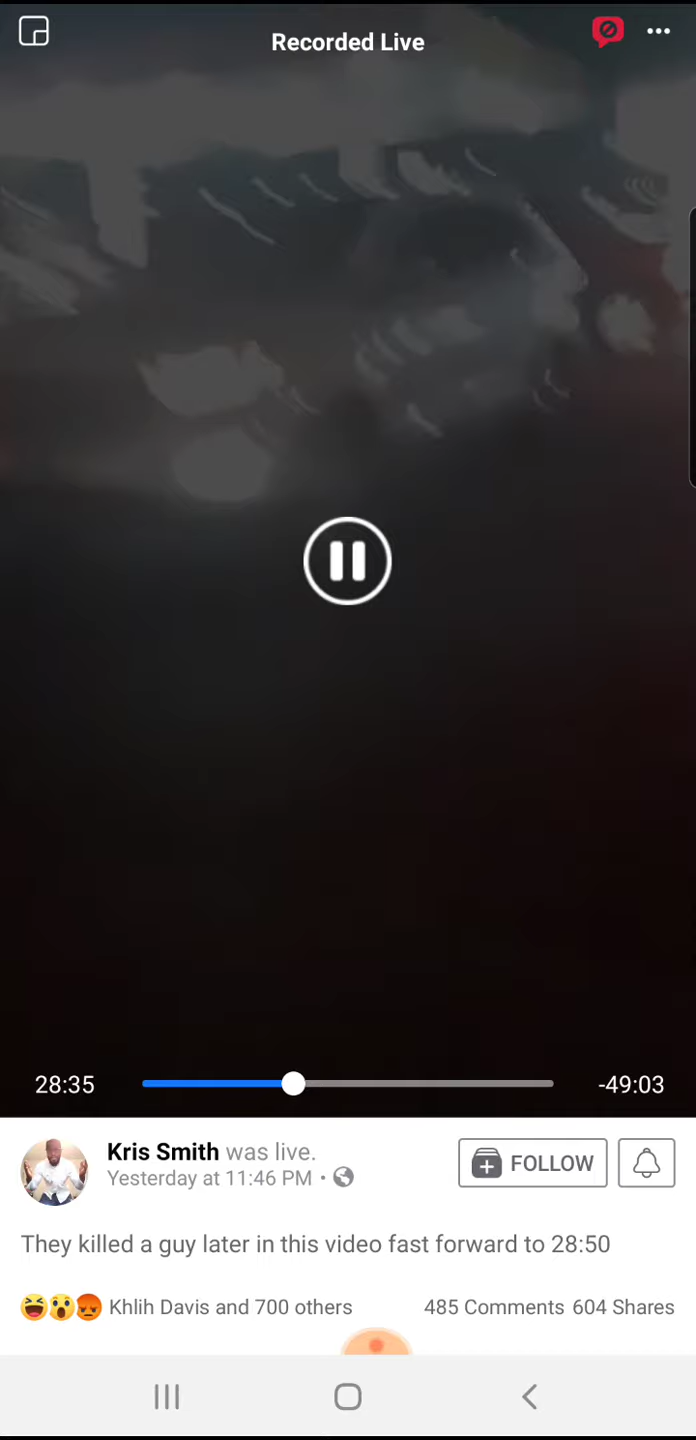 Recorded Live
28:35
-49:03
Kris Smith was live.
Yesterday at 11:46 PM •
FOLLOW
They killed a guy later in this video fast forward to 28:50
Khlih Davis and 700 others
485 Comments 604 Shares